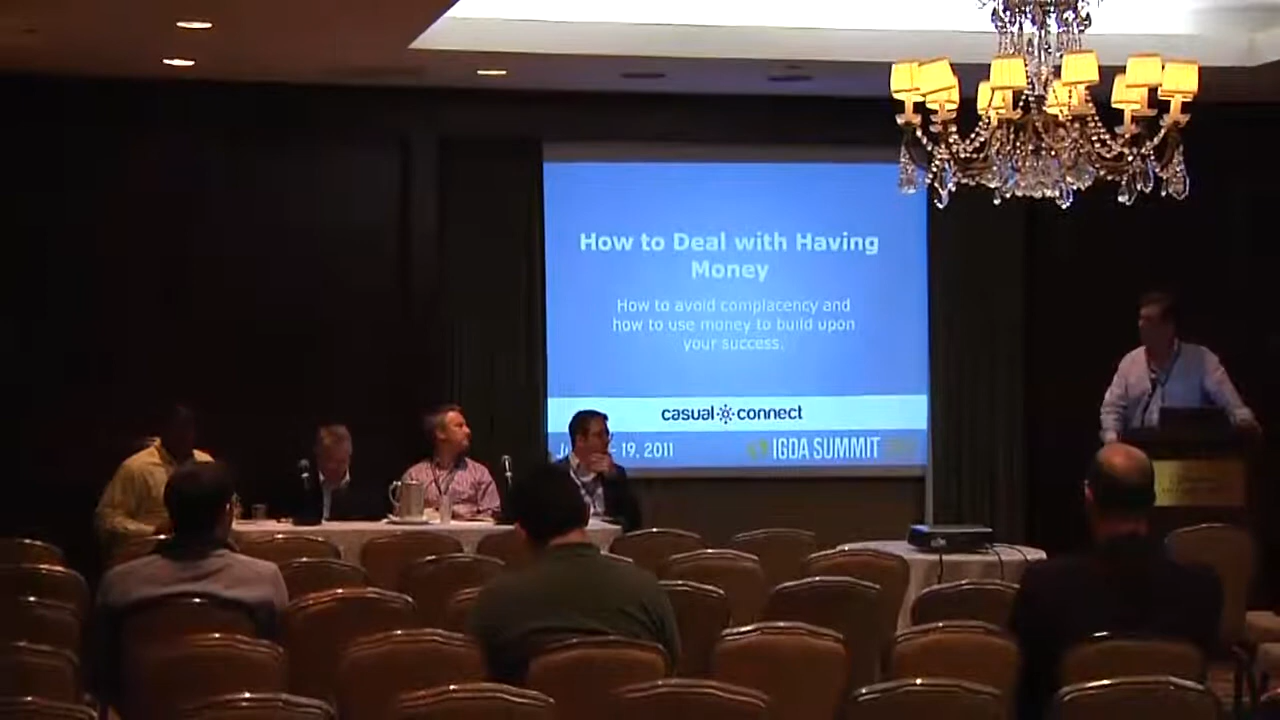 How to Deal with Having
Money
How to avoid complacency and
how to use money to build upon
your success.
casual connect
19, 2011
IGDA SUMMIT